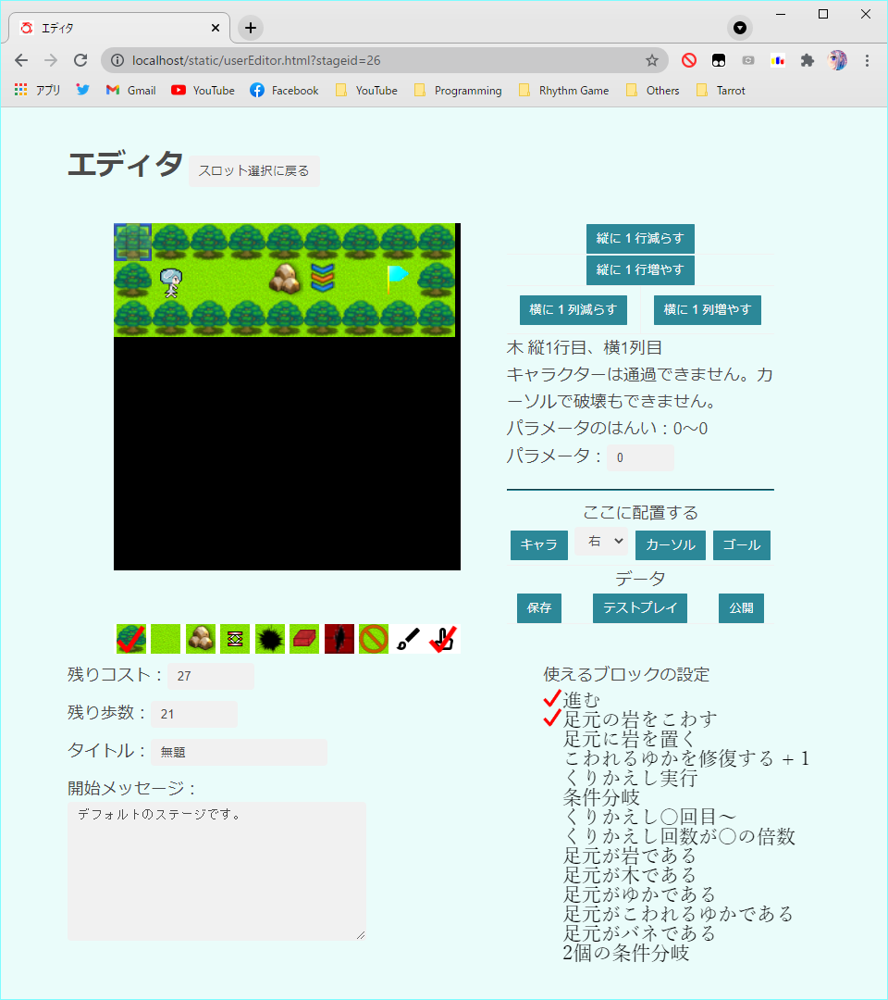 エディタ
localhost/static/userEditor.html?stageid=26
アプリ Gmail YouTube Facebook YouTube Programming Rhythm Game Others Tarrot
エディタ スロット選択に戻る
縦に１行減らす
縦に１行増やす
横に１列減らす 横に１列増やす
木 縦1行目、横1列目
キャラクターは通過できません。カ
ーソルで破壊もできません。
パラメータのはんい：0〜0
パラメータ： 0
ここに配置する
キャラ 右 カーソル ゴール
データ
保存 テストプレイ 公開
残りコスト： 27
残り歩数： 21
タイトル： 無題
開始メッセージ：
デフォルトのステージです。
使えるブロックの設定
進む
足元の岩をこわす
足元に岩を置く
こわれるゆかを修復する + 1
くりかえし実行
条件分岐
くりかえし〇回目〜
くりかえし回数が〇の倍数
足元が岩である
足元が木である
足元がゆかである
足元がこわれるゆかである
足元がバネである
2個の条件分岐